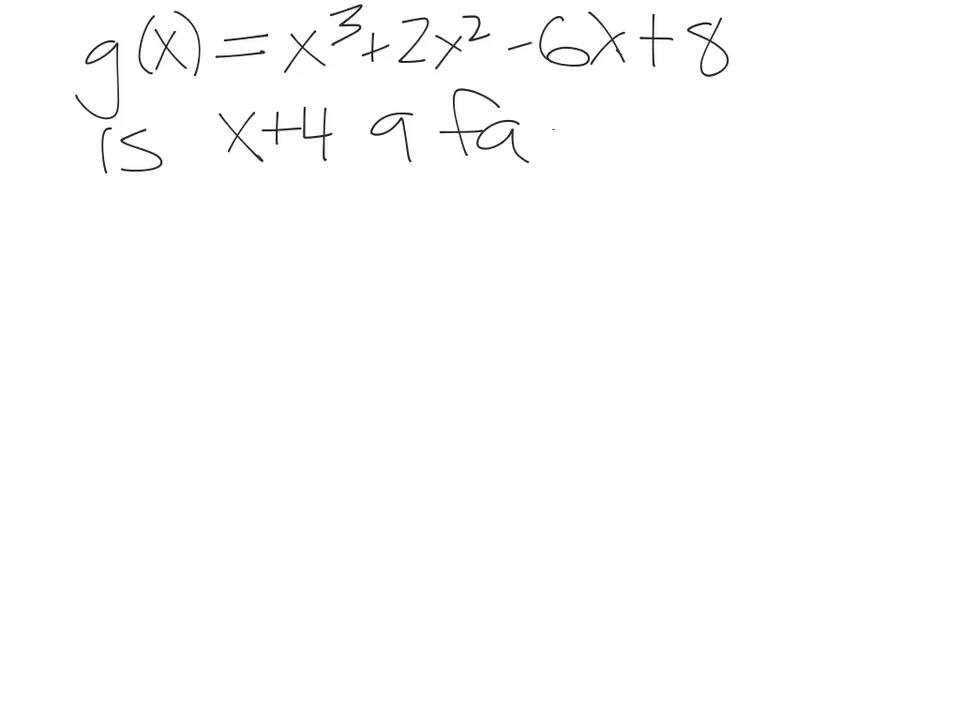 g(x) = x³+2x²-6x+8
is x+4 a fa